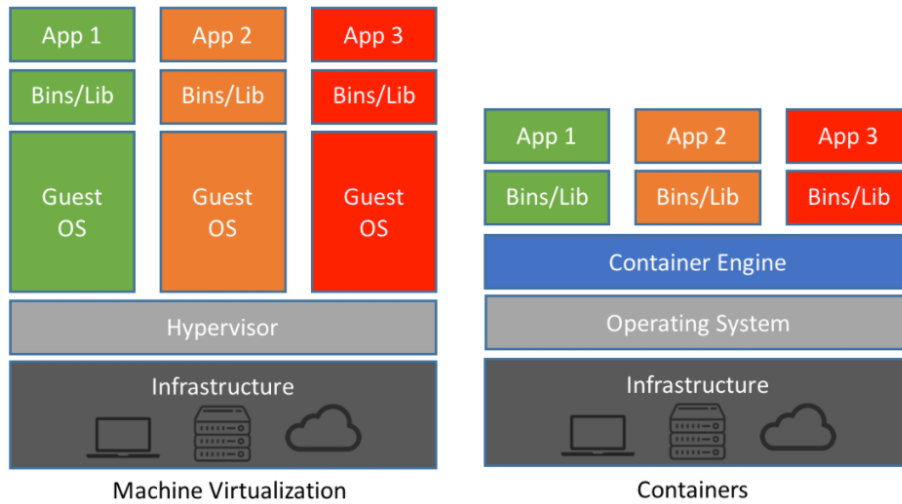 App 1
App 2
App 3
Bins/Lib
Bins/Lib
Bins/Lib
Guest
OS
Guest
OS
Guest
OS
Hypervisor
Infrastructure
Machine Virtualization
App 1
App 2
App 3
Bins/Lib
Bins/Lib
Bins/Lib
Container Engine
Operating System
Infrastructure
Containers